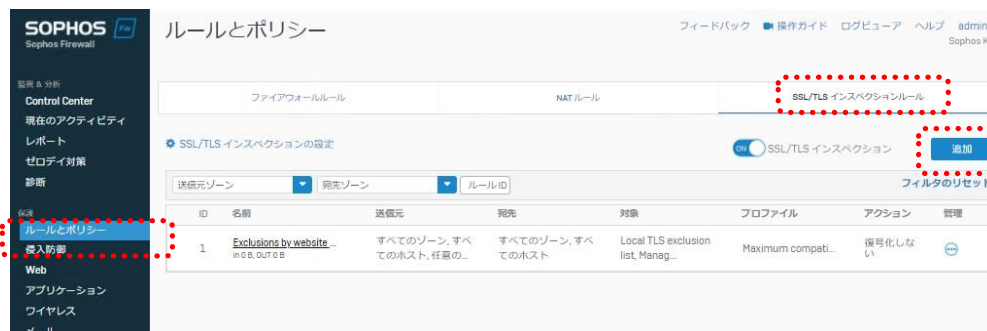 SOPHOS Fw
Sophos Firewall
ルールとポリシー
フィードバック 操作ガイド ログビューア ヘルプ admin
Sophos K
監視 & 分析
Control Center
現在のアクティビティ
レポート
ゼロデイ対策
診断
保護
ルールとポリシー
侵入防御
Web
アプリケーション
ワイヤレス
メール
ファイアウォールルール NAT ルール SSL/TLS インスペクションルール
SSL/TLS インスペクションの設定 ON SSL/TLS インスペクション 追加
送信元ゾーン 宛先ゾーン ルールID フィルタのリセット
ID 名前 送信元 宛先 対象 プロファイル アクション 管理
1 Exclusions by website ... すべてのゾーン, すべ すべてのゾーン, すべ Local TLS exclusion Maximum compati... 復号化しな
in 0 B, OUT 0 B てのホスト, 任意の... てのホスト list, Manag... い